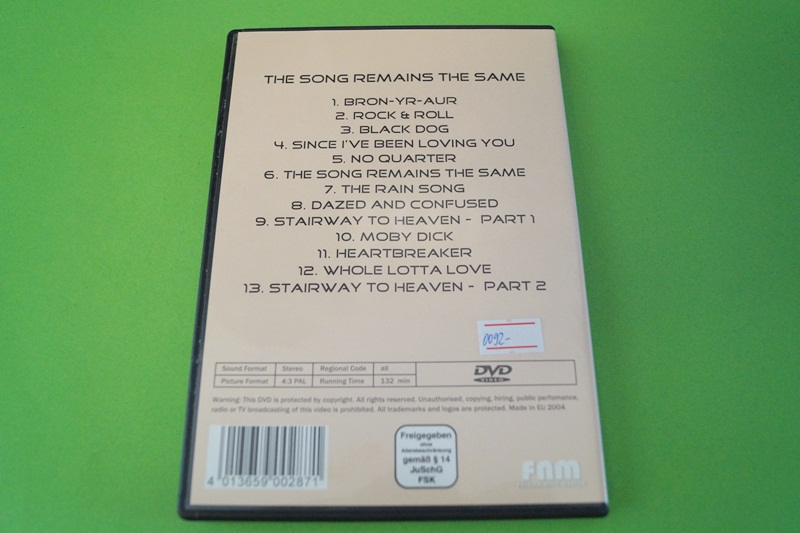 THE SONG REMAINS THE SAME
1. BRON-YR-AUR
2. ROCK & ROLL
3. BLACK DOG
4. SINCE I'VE BEEN LOVING YOU
5. NO QUARTER
6. THE SONG REMAINS THE SAME
7. THE RAIN SONG
8. DAZED AND CONFUSED
9. STAIRWAY TO HEAVEN - PART 1
10. MOBY DICK
11. HEARTBREAKER
12. WHOLE LOTTA LOVE
13. STAIRWAY TO HEAVEN - PART 2
0092-
Sound Format Stereo Regional Code all
Picture Format 4:3 PAL Running Time 132 min
DVD
VIDEO
Warning: This DVD is protected by copyright. All rights reserved. Unauthorised, copying, hiring, public perfomance,
radio or TV broadcasting of this video is prohibited. All trademarks and logos are protected. Made in EU 2004
4 013659 002871
Freigegeben
ohne
Altersbeschränkung
gemäß § 14
JuSchG
FSK
FNM